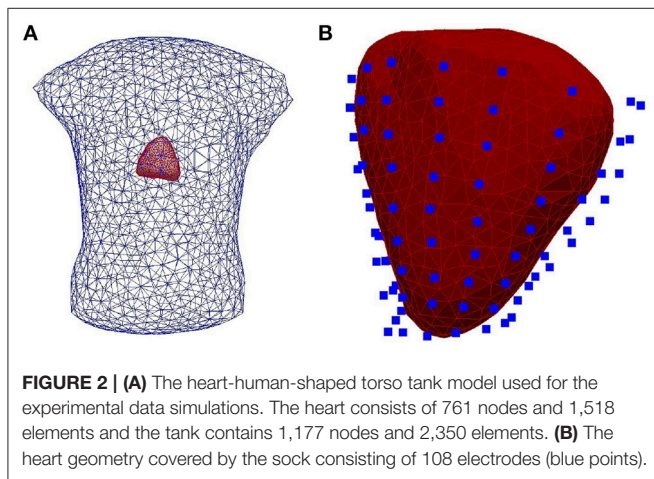 A
B
FIGURE 2 | (A) The heart-human-shaped torso tank model used for the
experimental data simulations. The heart consists of 761 nodes and 1,518
elements and the tank contains 1,177 nodes and 2,350 elements. (B) The
heart geometry covered by the sock consisting of 108 electrodes (blue points).